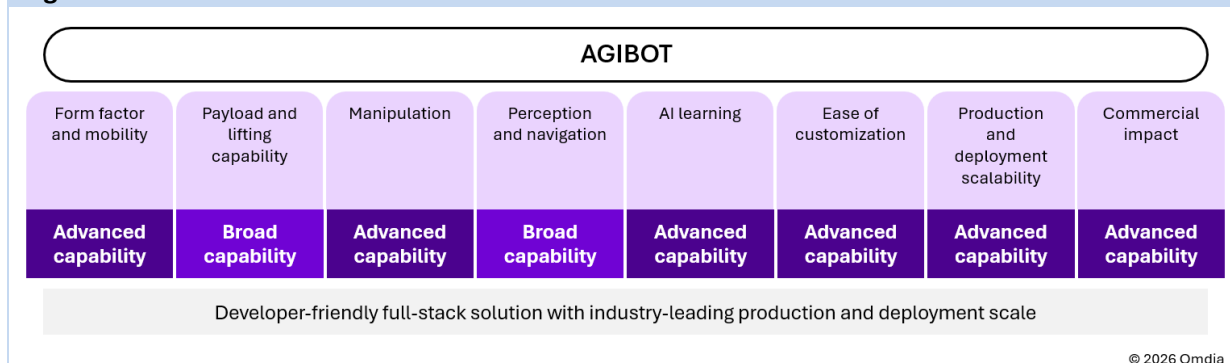 AGIBOT
Form factor
and mobility
Payload and
lifting
capability
Manipulation
Perception
and navigation
AI learning
Ease of
customization
Production
and
deployment
scalability
Commercial
impact
Advanced
capability
Broad
capability
Advanced
capability
Broad
capability
Advanced
capability
Advanced
capability
Advanced
capability
Advanced
capability
Developer-friendly full-stack solution with industry-leading production and deployment scale
© 2026 Omdia